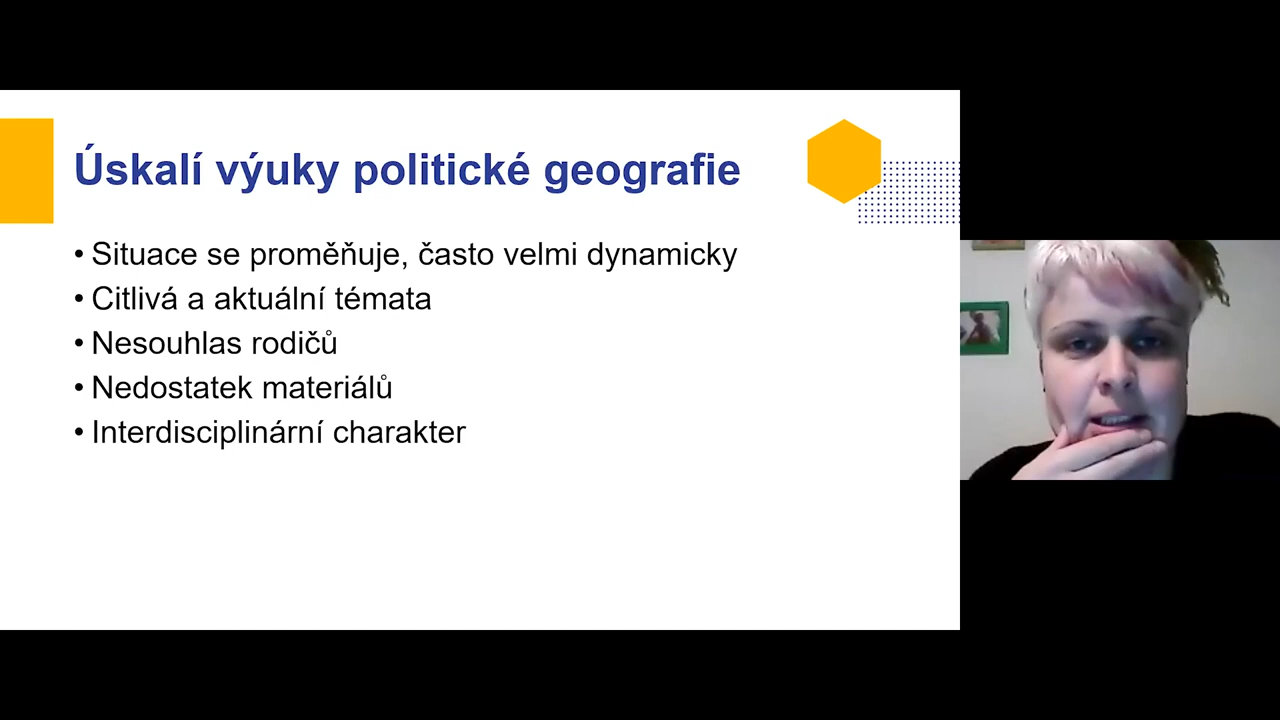 Úskalí výuky politické geografie
• Situace se proměňuje, často velmi dynamicky
• Citlivá a aktuální témata
• Nesouhlas rodičů
• Nedostatek materiálů
• Interdisciplinární charakter